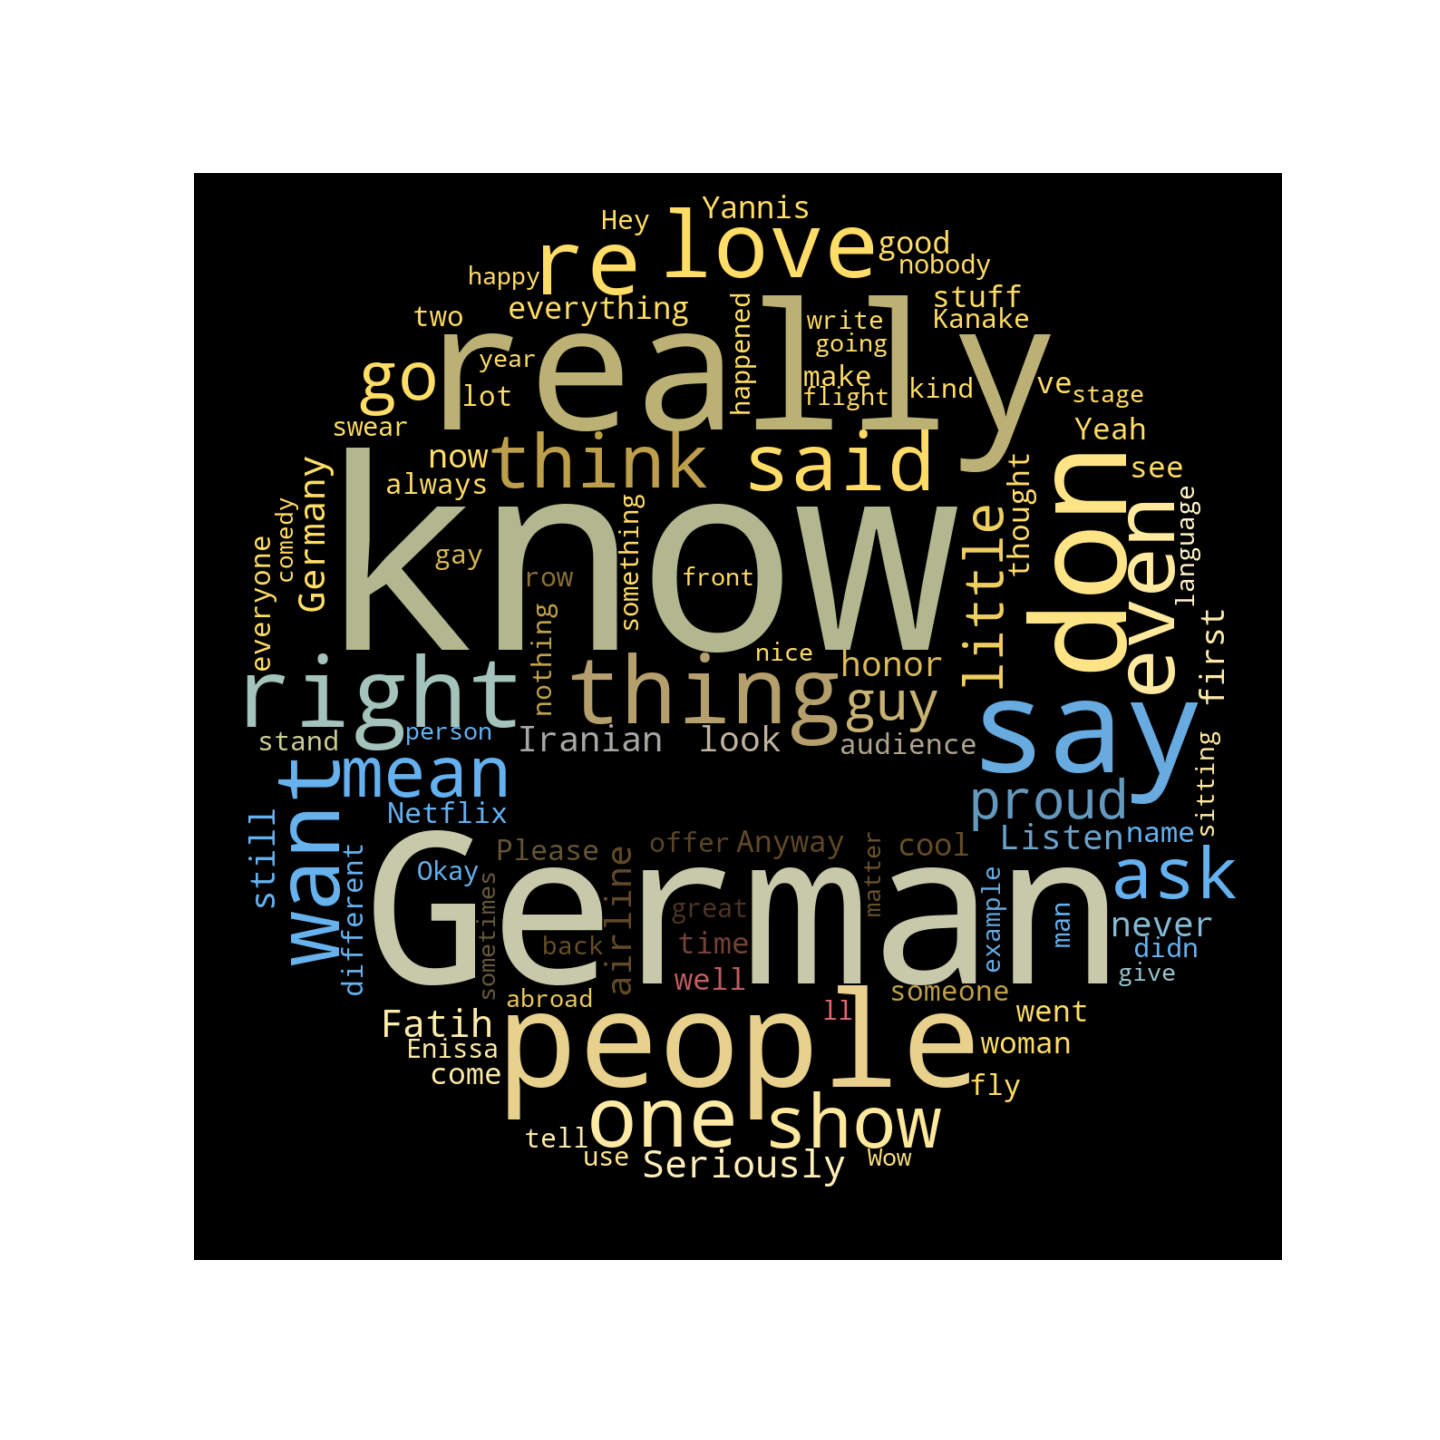 Yannis
Hey
love
re
good
nobody
happy
everything
stuff
two
write
Kanake
really
going
year
happened
go
make
kind
ve
lot
flight
stage
swear
Yeah
now
think
said
see
always
don
even
know
thought
little
language
Germany
comedy
everyone
gay
row
something
front
nothing
first
right
thing
nice
honor
guy
say
person
stand
Iranian
look
audience
sitting
want
mean
proud
Netflix
still
Listen
name
Please
offer
Anyway
cool
matter
different
Okay
German
ask
sometimes
airline
great
example
man
never
back
time
didn
well
give
abroad
someone
ll
went
Fatih
people
Enissa
woman
come
fly
one
show
tell
use
Seriously
Wow